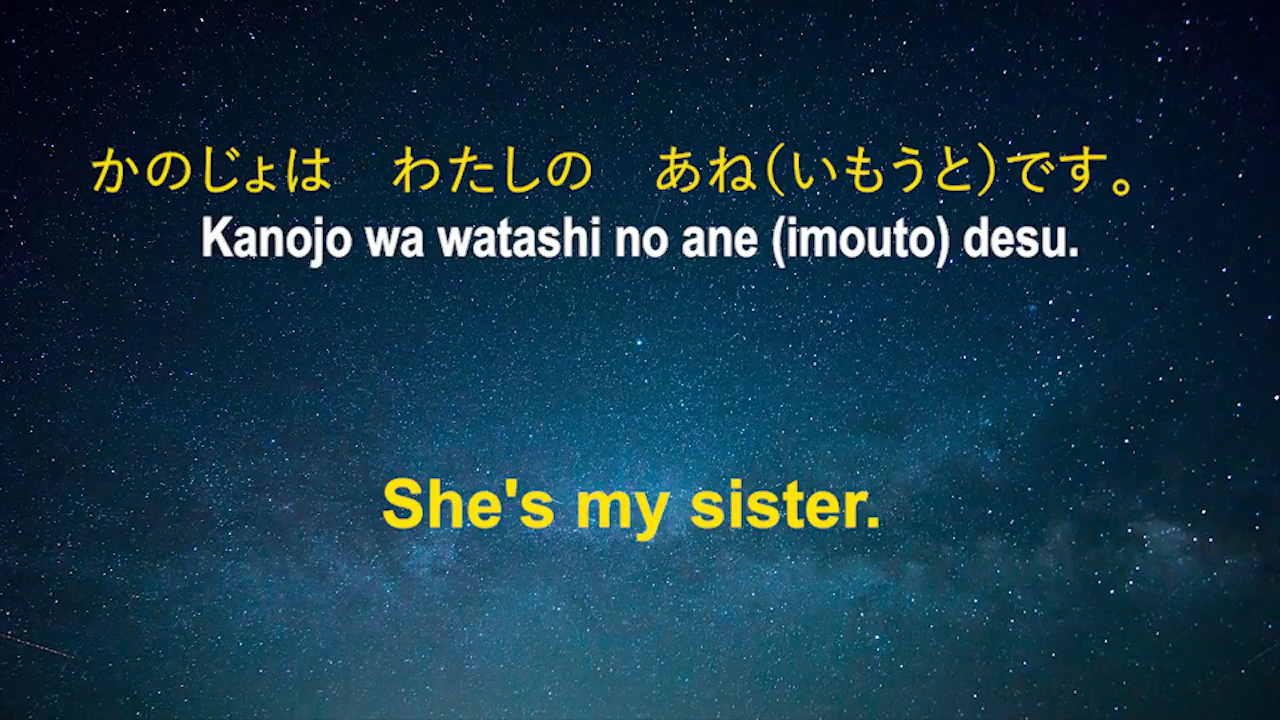 かのじょは　わたしの　あね（いもうと）です。
Kanojo wa watashi no ane (imouto) desu.
She's my sister.